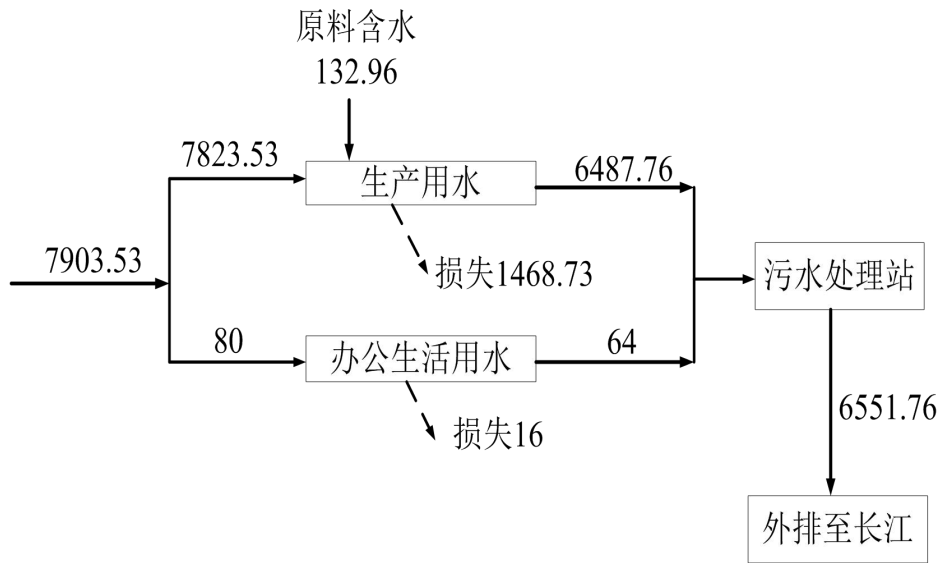 原料含水
132.96
7823.53
生产用水
6487.76
7903.53
损失1468.73
污水处理站
80
办公生活用水
64
6551.76
损失16
外排至长江